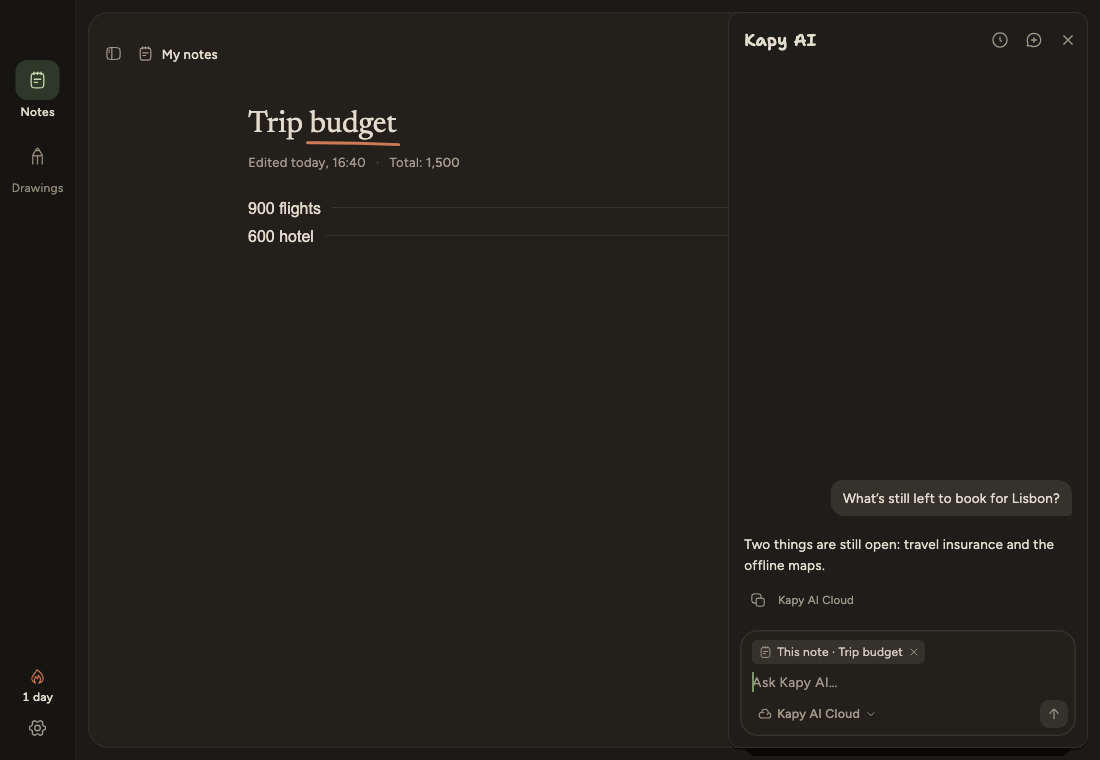 Notes
Drawings
1 day
My notes
Trip budget
Edited today, 16:40 · Total: 1,500
900 flights
600 hotel
Kapy AI
What's still left to book for Lisbon?
Two things are still open: travel insurance and the
offline maps.
Kapy AI Cloud
This note · Trip budget
Ask Kapy AI...
Kapy AI Cloud